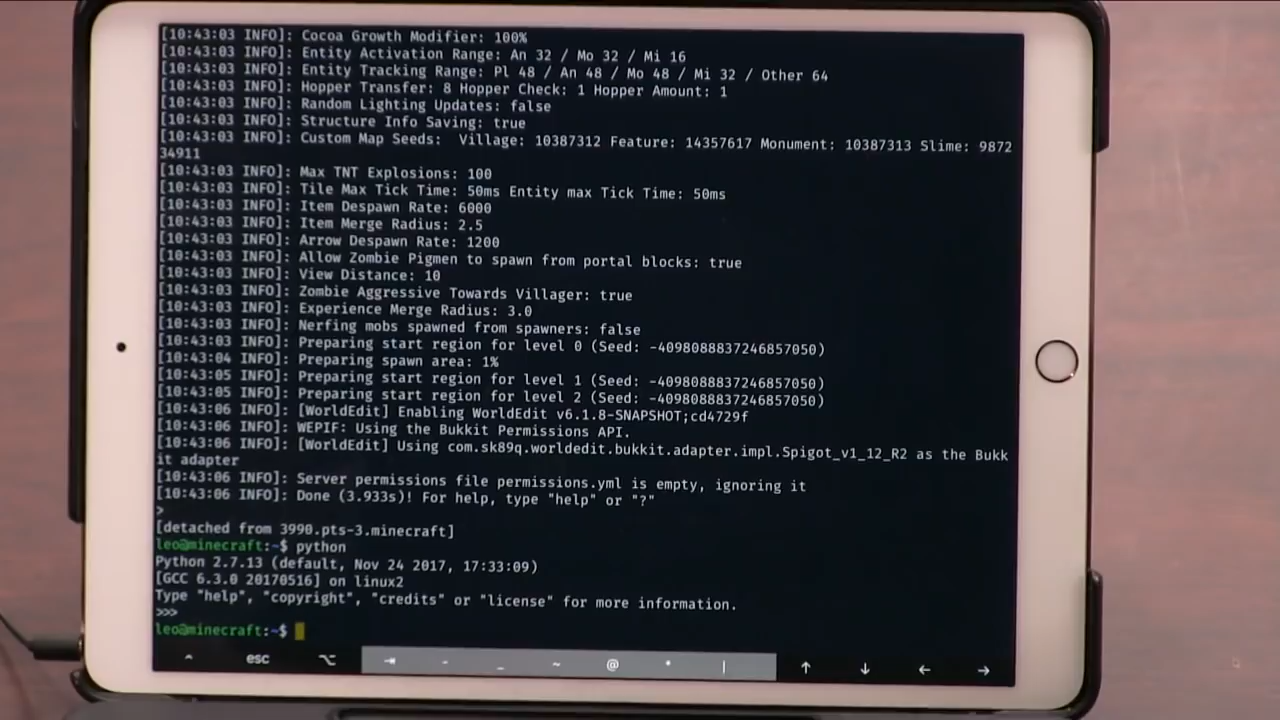 [10:43:03 INFO]: Cocoa Growth Modifier: 100%
[10:43:03 INFO]: Entity Activation Range: An 32 / Mo 32 / Mi 16
[10:43:03 INFO]: Entity Tracking Range: Pl 48 / An 48 / Mo 48 / Mi 32 / Other 64
[10:43:03 INFO]: Hopper Transfer: 8 Hopper Check: 1 Hopper Amount: 1
[10:43:03 INFO]: Random Lighting Updates: false
[10:43:03 INFO]: Structure Info Saving: true
[10:43:03 INFO]: Custom Map Seeds:  Village: 10387312 Feature: 14357617 Monument: 10387313 Slime: 9872
34911
[10:43:03 INFO]: Max TNT Explosions: 100
[10:43:03 INFO]: Tile Max Tick Time: 50ms Entity max Tick Time: 50ms
[10:43:03 INFO]: Item Despawn Rate: 6000
[10:43:03 INFO]: Item Merge Radius: 2.5
[10:43:03 INFO]: Arrow Despawn Rate: 1200
[10:43:03 INFO]: Allow Zombie Pigmen to spawn from portal blocks: true
[10:43:03 INFO]: View Distance: 10
[10:43:03 INFO]: Zombie Aggressive Towards Villager: true
[10:43:03 INFO]: Experience Merge Radius: 3.0
[10:43:03 INFO]: Nerfing mobs spawned from spawners: false
[10:43:03 INFO]: Preparing start region for level 0 (Seed: -4098088837246857050)
[10:43:04 INFO]: Preparing spawn area: 1%
[10:43:05 INFO]: Preparing start region for level 1 (Seed: -4098088837246857050)
[10:43:05 INFO]: Preparing start region for level 2 (Seed: -4098088837246857050)
[10:43:06 INFO]: [WorldEdit] Enabling WorldEdit v6.1.8-SNAPSHOT;cd4729f
[10:43:06 INFO]: WEPIF: Using the Bukkit Permissions API.
[10:43:06 INFO]: [WorldEdit] Using com.sk89q.worldedit.bukkit.adapter.impl.Spigot_v1_12_R2 as the Bukk
it adapter
[10:43:06 INFO]: Server permissions file permissions.yml is empty, ignoring it
[10:43:06 INFO]: Done (3.933s)! For help, type "help" or "?"
>
[detached from 3990.pts-3.minecraft]
leo@minecraft:~$ python
Python 2.7.13 (default, Nov 24 2017, 17:33:09)
[GCC 6.3.0 20170516] on linux2
Type "help", "copyright", "credits" or "license" for more information.
>>>
leo@minecraft:~$
^ esc ⌥ ⇥ - _ ~ @ * | ↑ ↓ ← →